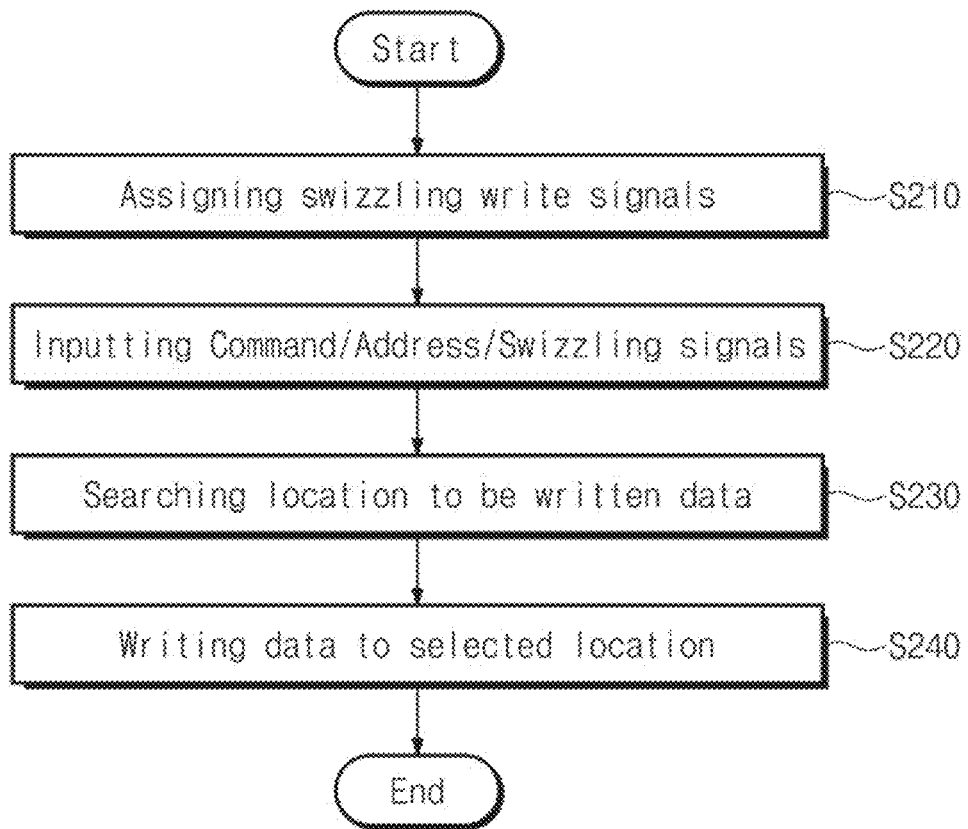 Start
Assigning swizzling write signals S210
Inputting Command/Address/Swizzling signals S220
Searching location to be written data S230
Writing data to selected location S240
End